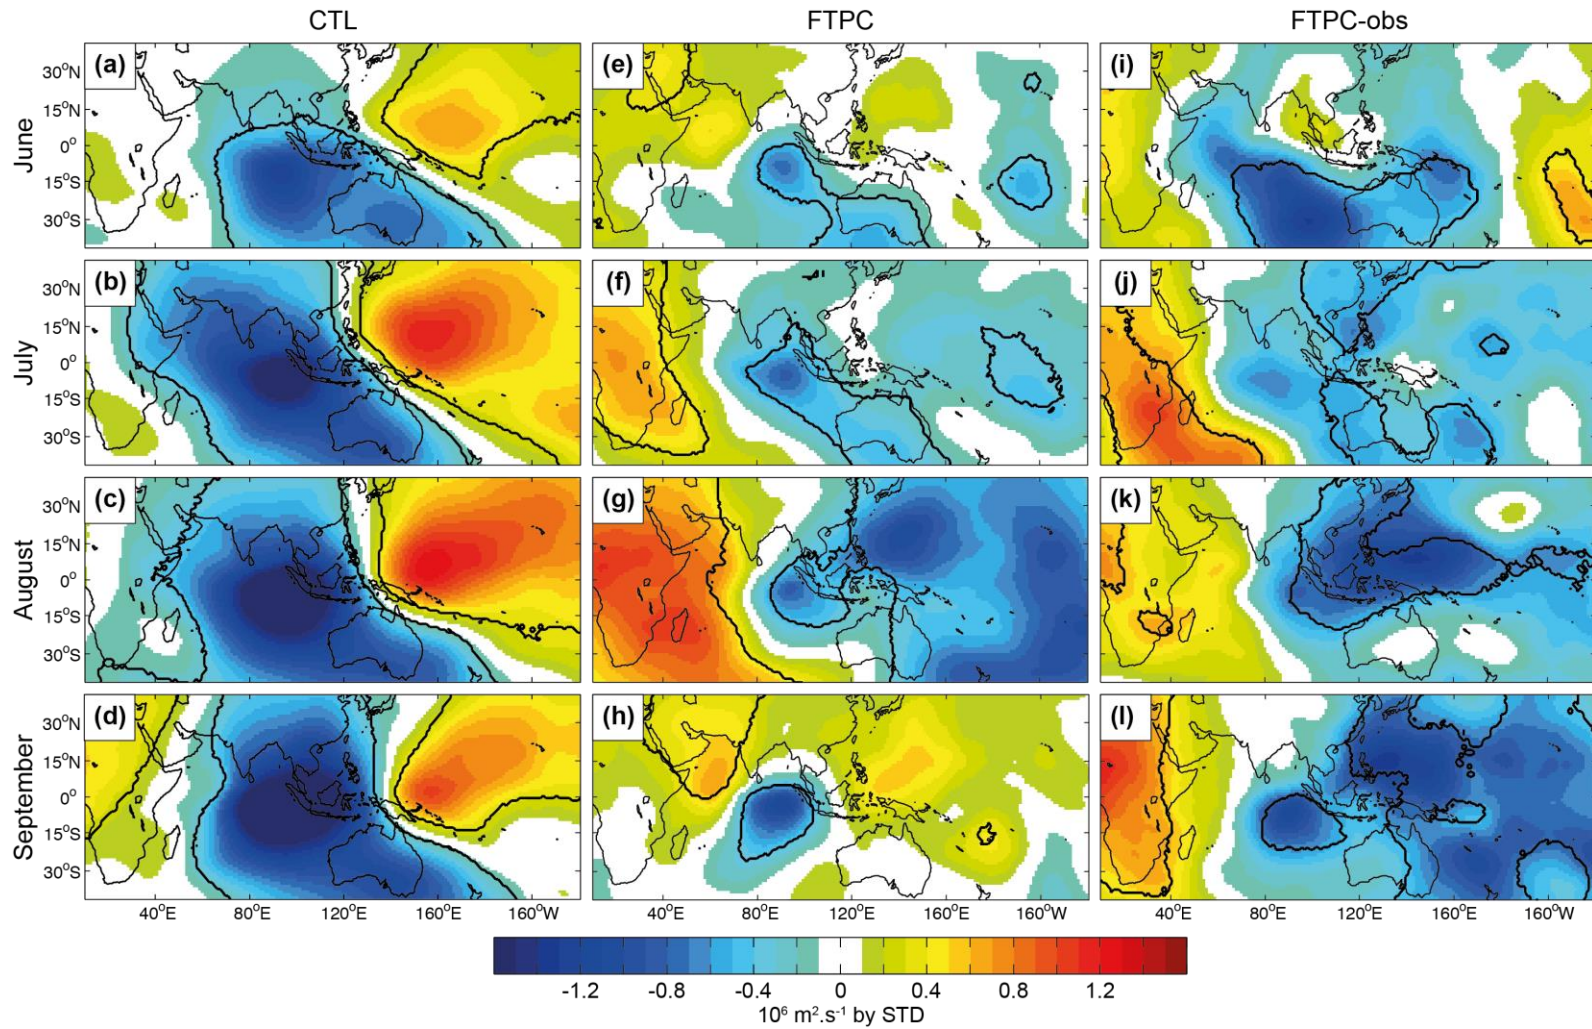 CTL FTPC FTPC-obs
June
(a) (e) (i)
30°N
15°N
0°
15°S
30°S
July
(b) (f) (j)
30°N
15°N
0°
15°S
30°S
August
(c) (g) (k)
30°N
15°N
0°
15°S
30°S
September
(d) (h) (l)
30°N
15°N
0°
15°S
30°S
40°E 80°E 120°E 160°E 160°W 40°E 80°E 120°E 160°E 160°W 40°E 80°E 120°E 160°E 160°W
-1.2 -0.8 -0.4 0 0.4 0.8 1.2
10⁶ m².s⁻¹ by STD